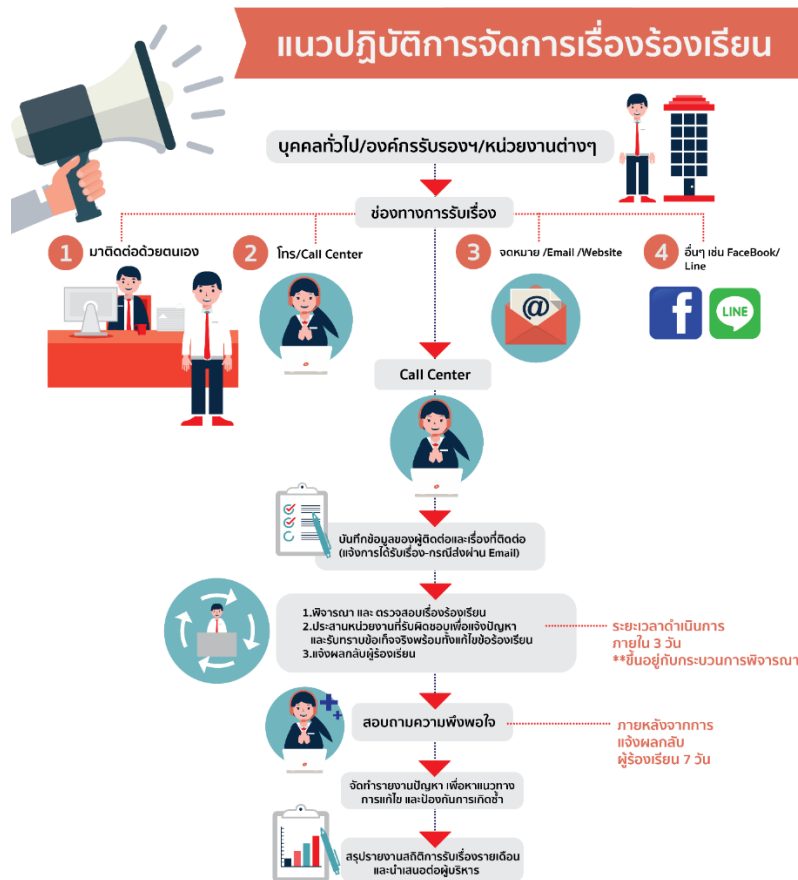 แนวปฏิบัติการจัดการเรื่องร้องเรียน
บุคคลทั่วไป/องค์กรรับรองฯ/หน่วยงานต่างๆ
ช่องทางการรับเรื่อง
1 มาติดต่อด้วยตนเอง
2 โทร/Call Center
3 จดหมาย /Email /Website
4 อื่นๆ เช่น FaceBook/
Line
@
f
LINE
Call Center
บันทึกข้อมูลของผู้ติดต่อและเรื่องที่ติดต่อ
(แจ้งการได้รับเรื่อง-กรณีส่งผ่าน Email)
1.พิจารณา และ ตรวจสอบเรื่องร้องเรียน
2.ประสานหน่วยงานที่รับผิดชอบเพื่อแจ้งปัญหา
และรับทราบข้อเท็จจริงพร้อมทั้งแก้ไขข้อร้องเรียน
3.แจ้งผลกลับผู้ร้องเรียน
ระยะเวลาดำเนินการ
ภายใน 3 วัน
**ขึ้นอยู่กับกระบวนการพิจารณา
สอบถามความพึงพอใจ
ภายหลังจากการ
แจ้งผลกลับ
ผู้ร้องเรียน 7 วัน
จัดทำรายงานปัญหา เพื่อหาแนวทาง
การแก้ไข และป้องกันการเกิดซ้ำ
สรุปรายงานสถิติการรับเรื่องรายเดือน
และนำเสนอต่อผู้บริหาร